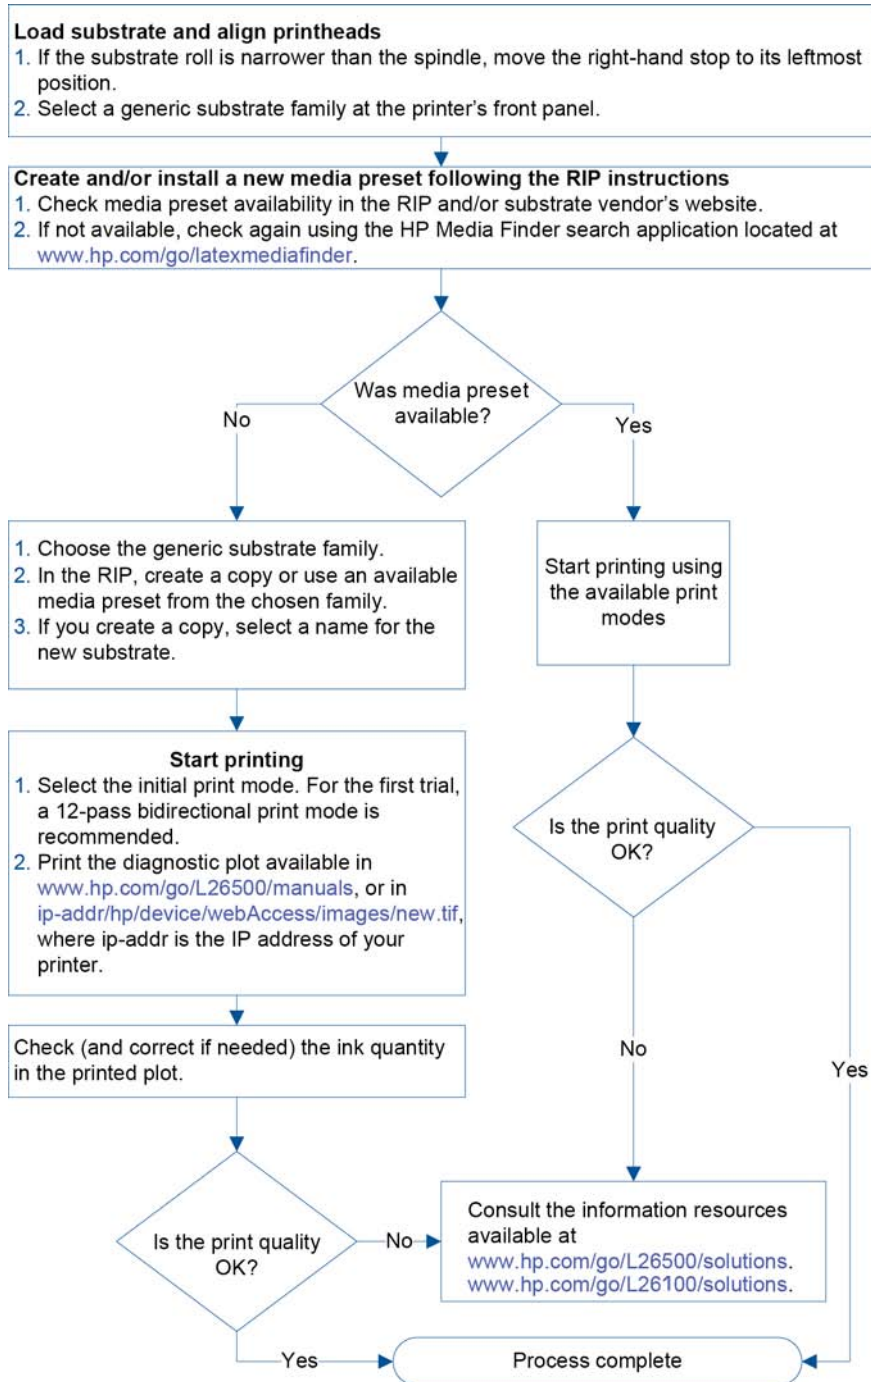 Load substrate and align printheads
1. If the substrate roll is narrower than the spindle, move the right-hand stop to its leftmost
position.
2. Select a generic substrate family at the printer's front panel.
Create and/or install a new media preset following the RIP instructions
1. Check media preset availability in the RIP and/or substrate vendor's website.
2. If not available, check again using the HP Media Finder search application located at
www.hp.com/go/latexmediafinder.
Was media preset
available?
No
Yes
1. Choose the generic substrate family.
2. In the RIP, create a copy or use an available
media preset from the chosen family.
3. If you create a copy, select a name for the
new substrate.
Start printing using
the available print
modes
Start printing
1. Select the initial print mode. For the first trial,
a 12-pass bidirectional print mode is
recommended.
2. Print the diagnostic plot available in
www.hp.com/go/L26500/manuals, or in
ip-addr/hp/device/webAccess/images/new.tif,
where ip-addr is the IP address of your
printer.
Is the print quality
OK?
Check (and correct if needed) the ink quantity
in the printed plot.
No
Yes
Is the print quality
OK?
No
Consult the information resources
available at
www.hp.com/go/L26500/solutions.
www.hp.com/go/L26100/solutions.
Yes
Process complete